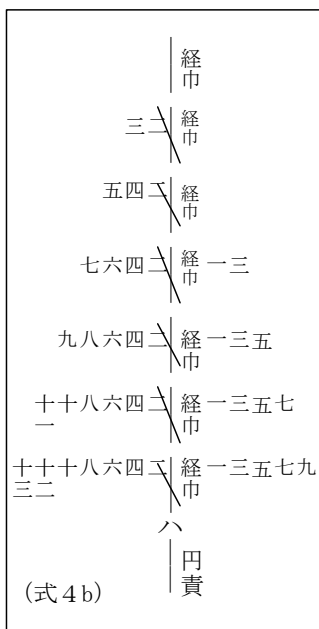 経巾
三二経巾
五四二経巾
七六四二経巾一三
九八六四二経巾一三五
十一十八六四二経巾一三五七
十三十二十八六四二経巾一三五七九
ハ
円責
(式4b)